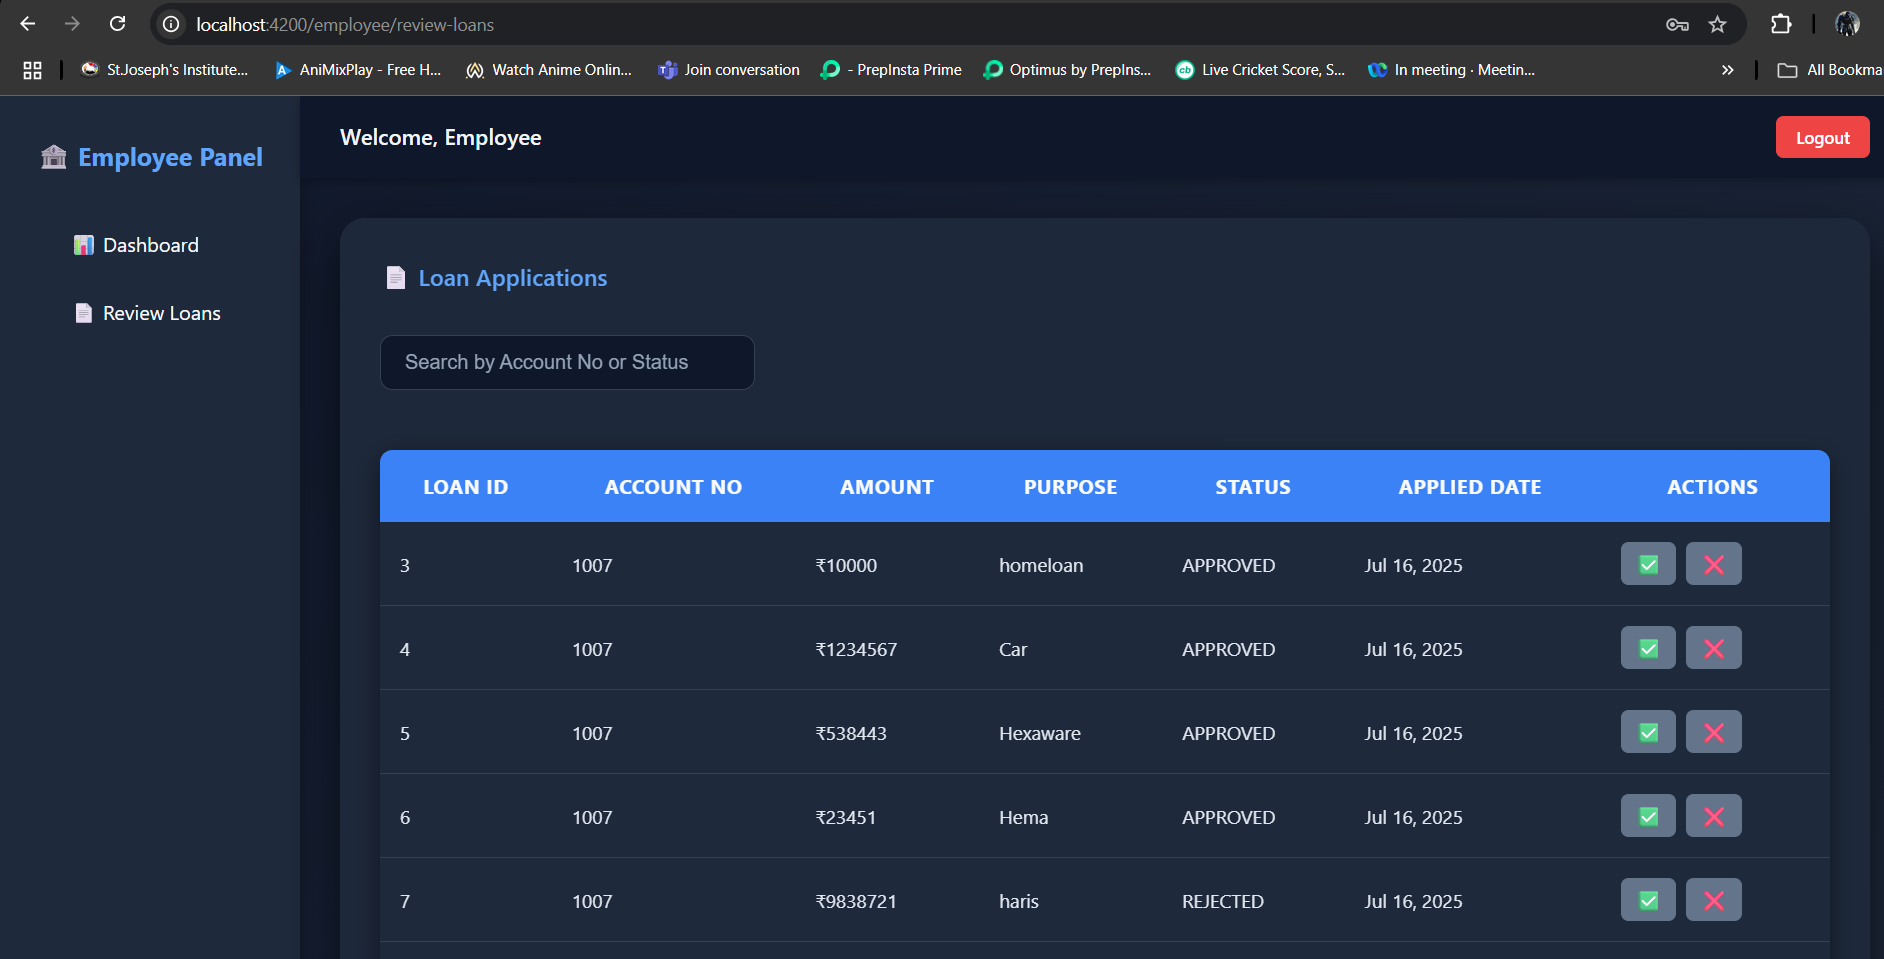 localhost:4200/employee/review-loans
St.Joseph's Institute... AniMixPlay - Free H... Watch Anime Onlin... Join conversation - PrepInsta Prime Optimus by PrepIns... Live Cricket Score, S... In meeting · Meetin... » All Bookma
Employee Panel
Dashboard
Review Loans
Welcome, Employee
Logout
Loan Applications
Search by Account No or Status
LOAN ID ACCOUNT NO AMOUNT PURPOSE STATUS APPLIED DATE ACTIONS
3 1007 ₹10000 homeloan APPROVED Jul 16, 2025
4 1007 ₹1234567 Car APPROVED Jul 16, 2025
5 1007 ₹538443 Hexaware APPROVED Jul 16, 2025
6 1007 ₹23451 Hema APPROVED Jul 16, 2025
7 1007 ₹9838721 haris REJECTED Jul 16, 2025